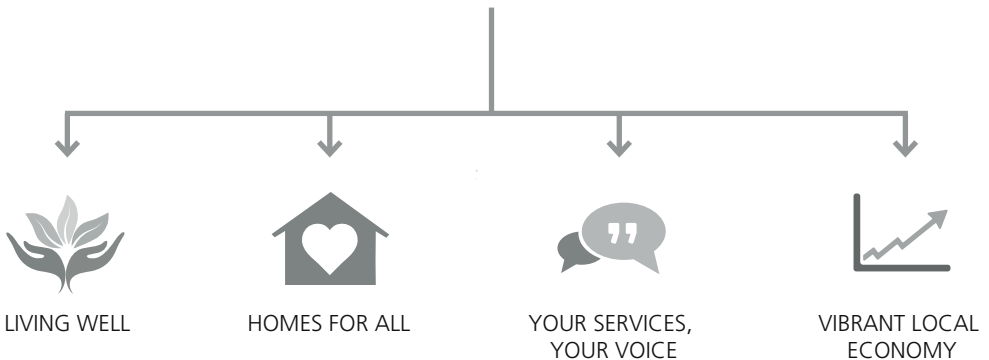 LIVING WELL
HOMES FOR ALL
YOUR SERVICES,
YOUR VOICE
VIBRANT LOCAL
ECONOMY